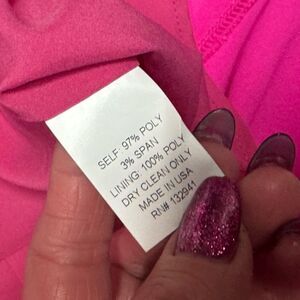 SELF: 97% POLY
3% SPAN
LINING: 100% POLY
DRY CLEAN ONLY
MADE IN USA
RN# 132941